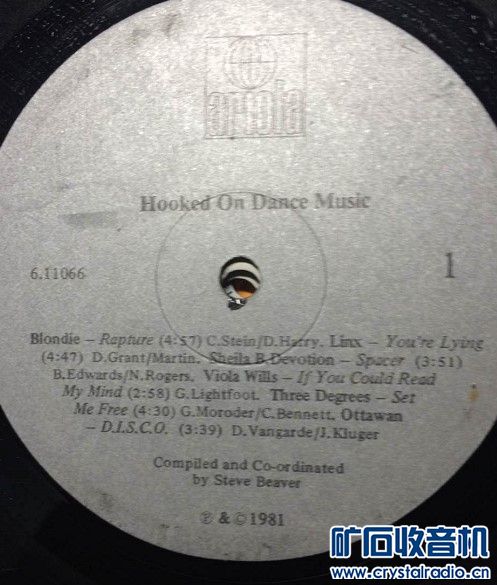 ariola
Hooked On Dance Music
6.11066
1
Blondie – Rapture (4:57) C.Stein/D.Harry. Linx – You're Lying
(4:47) D.Grant/Martin. Sheila B.Devotion – Spacer (3:51)
B.Edwards/N.Rogers. Viola Wills – If You Could Read
My Mind (2:58) G.Lightfoot. Three Degrees – Set
Me Free (4:30) G.Moroder/C.Bennett. Ottawan
– D.I.S.C.O. (3:39) D.Vangarde/J.Kluger
Compiled and Co-ordinated
by Steve Beaver
℗ & © 1981
矿石收音机
www.crystalradio.cn